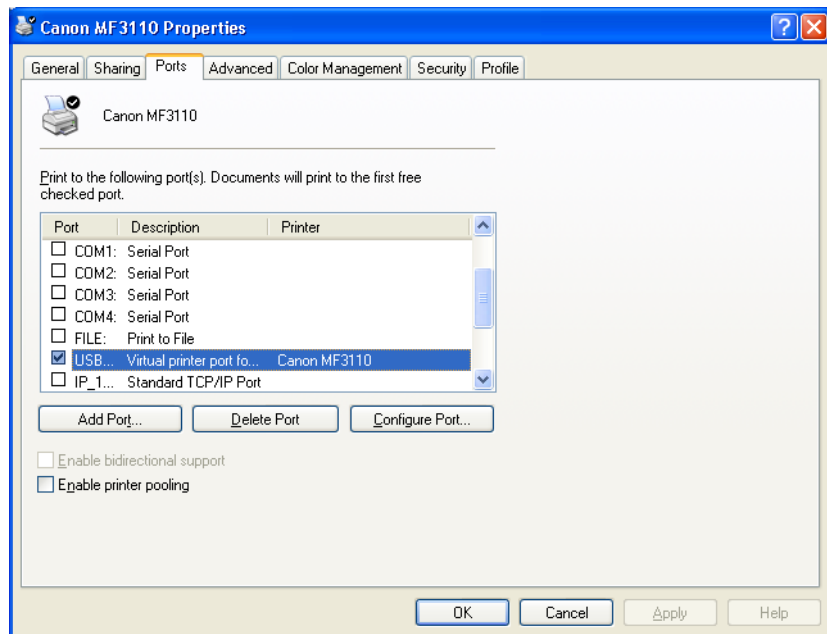 Canon MF3110 Properties
General Sharing Ports Advanced Color Management Security Profile
Canon MF3110
Print to the following port(s). Documents will print to the first free
checked port.
Port Description Printer
COM1: Serial Port
COM2: Serial Port
COM3: Serial Port
COM4: Serial Port
FILE: Print to File
USB... Virtual printer port fo... Canon MF3110
IP_1... Standard TCP/IP Port
Add Port... Delete Port Configure Port...
Enable bidirectional support
Enable printer pooling
OK Cancel Apply Help